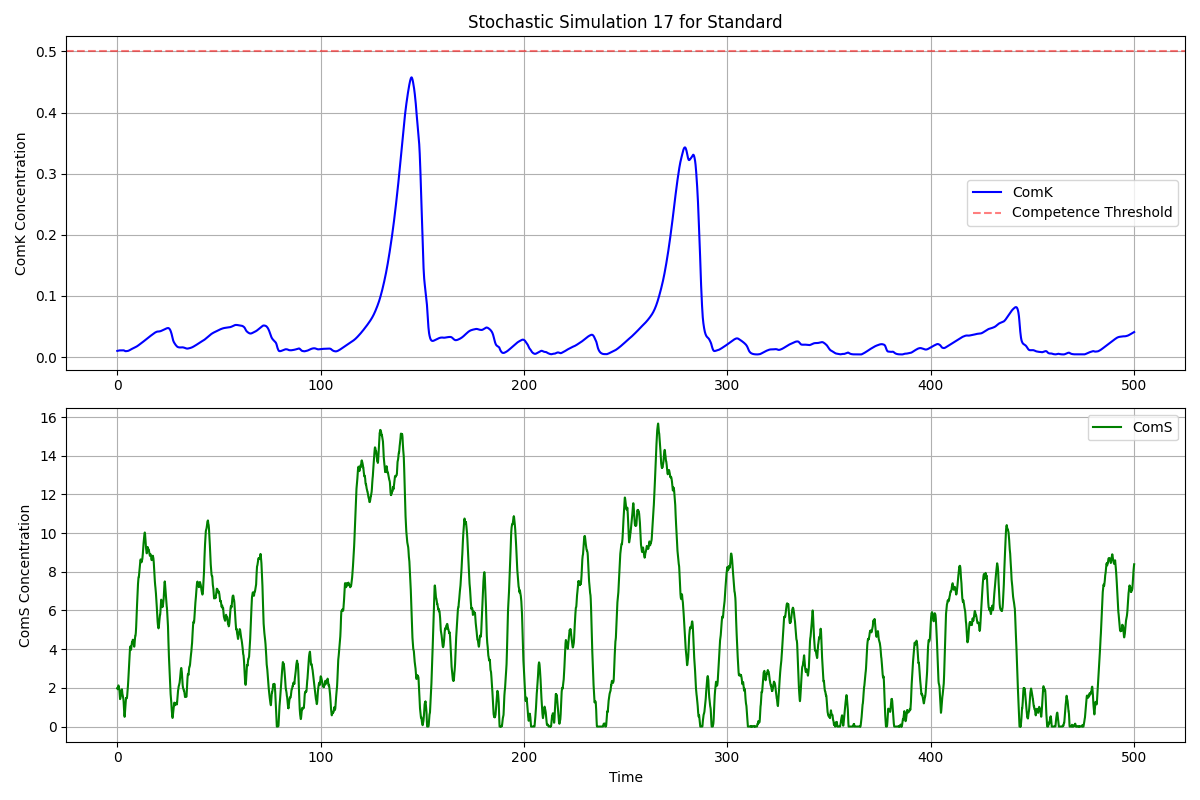 Stochastic Simulation 17 for Standard
ComK Concentration
0.5
0.4
0.3
0.2
0.1
0.0
ComK
Competence Threshold
0 100 200 300 400 500
ComS Concentration
16
14
12
10
8
6
4
2
0
ComS
0 100 200 300 400 500
Time